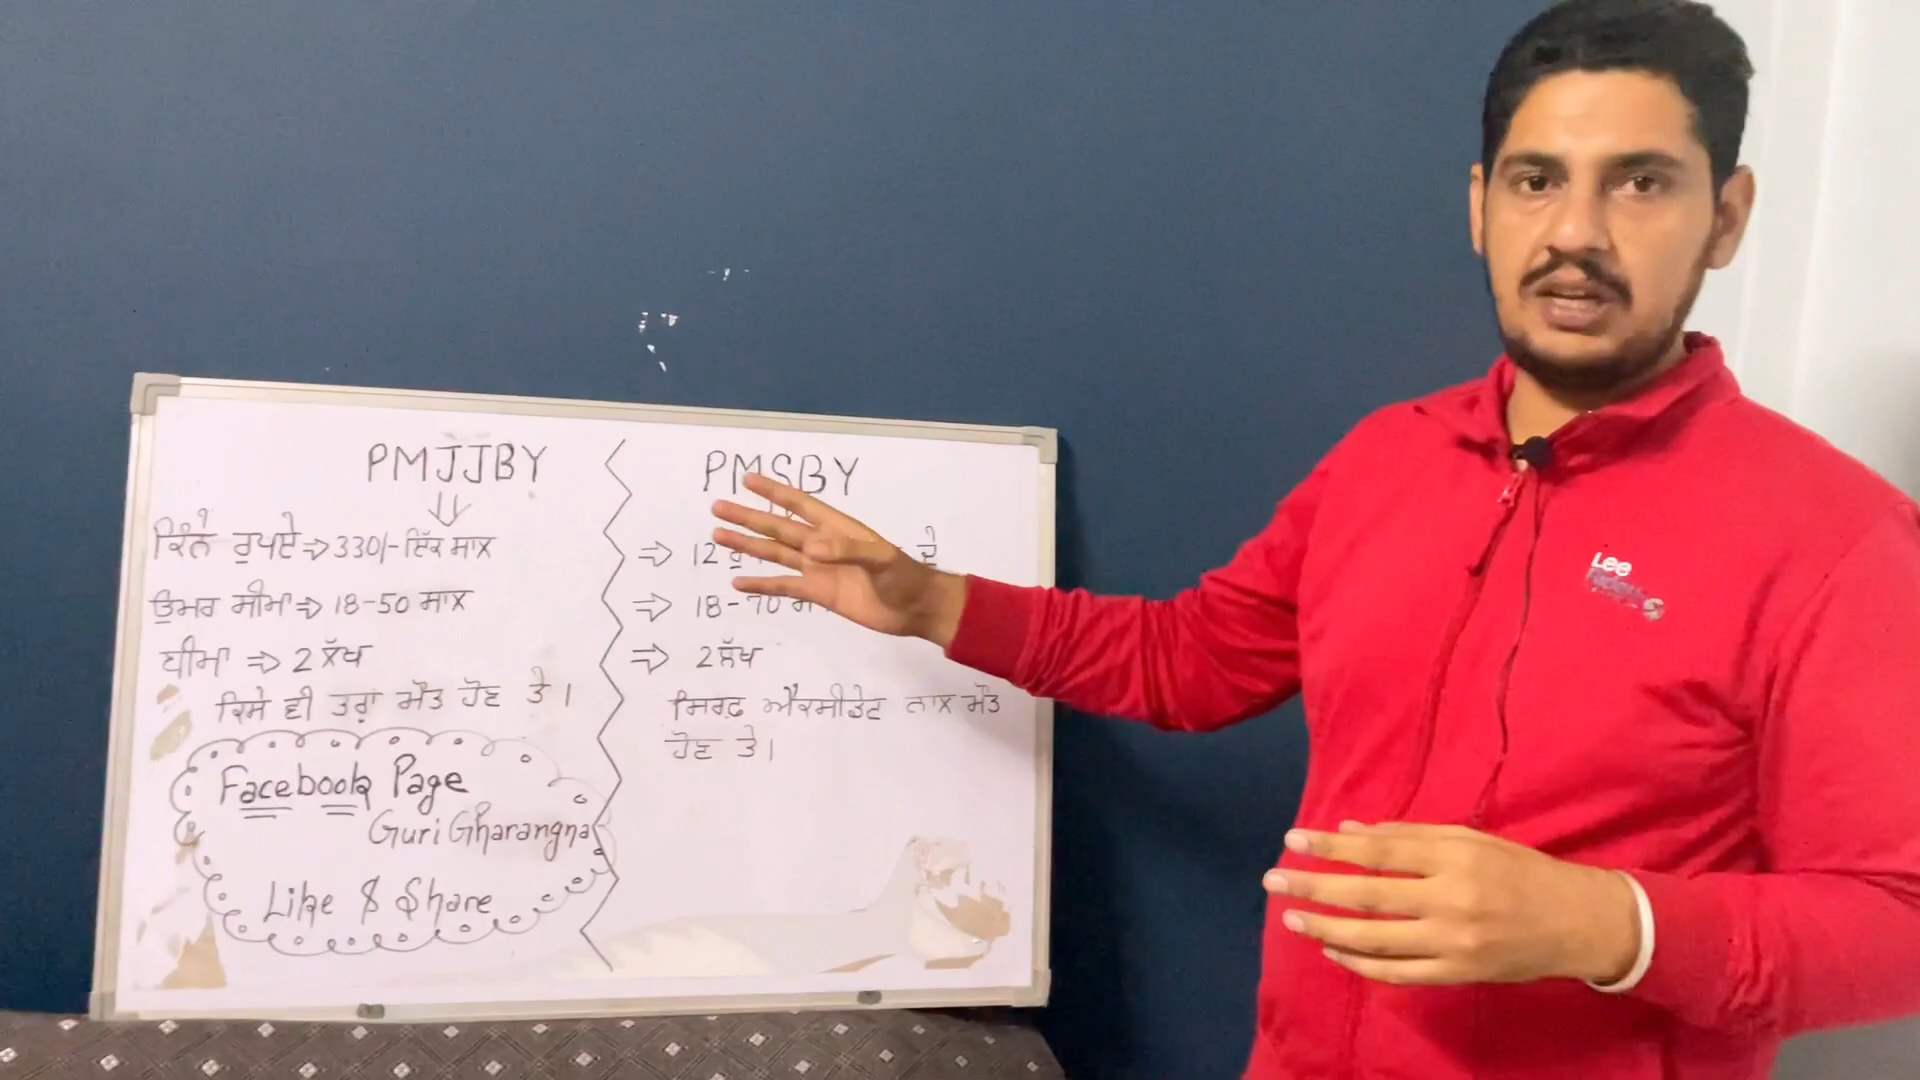 PMJJBY
ਕਿੰਨੇ ਰੁਪਏ ⇒ 330/- ਇੱਕ ਸਾਲ
ਉਮਰ ਸੀਮਾ ⇒ 18-50 ਸਾਲ
ਬੀਮਾ ⇒ 2 ਲੱਖ
ਕਿਸੇ ਵੀ ਤਰ੍ਹਾਂ ਮੌਤ ਹੋਣ ਤੇ।
Facebook Page
Guri Gharangna
Like & Share
PMSBY
⇒ 12
⇒ 18-70
⇒ 2 ਲੱਖ
ਸਿਰਫ਼ ਐਕਸੀਡੇਂਟ ਨਾਲ ਮੌਤ
ਹੋਣ ਤੇ।
Lee